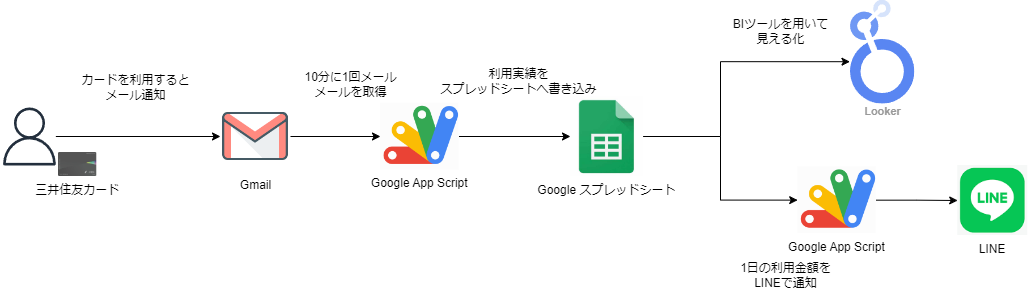 カードを利用すると
メール通知
三井住友カード
Gmail
10分に1回メール
メールを取得
Google App Script
利用実績を
スプレッドシートへ書き込み
Google スプレッドシート
BIツールを用いて
見える化
Looker
Google App Script
1日の利用金額を
LINEで通知
LINE
LINE